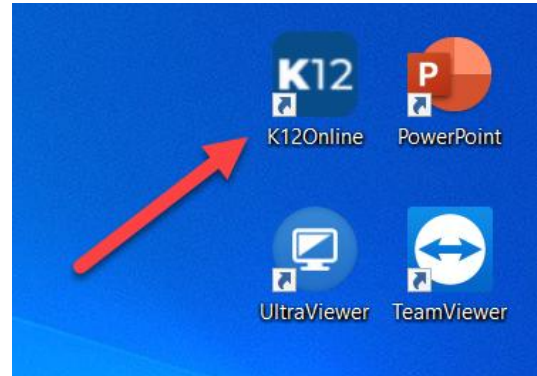 K12
P
K12Online
PowerPoint
UltraViewer
TeamViewer